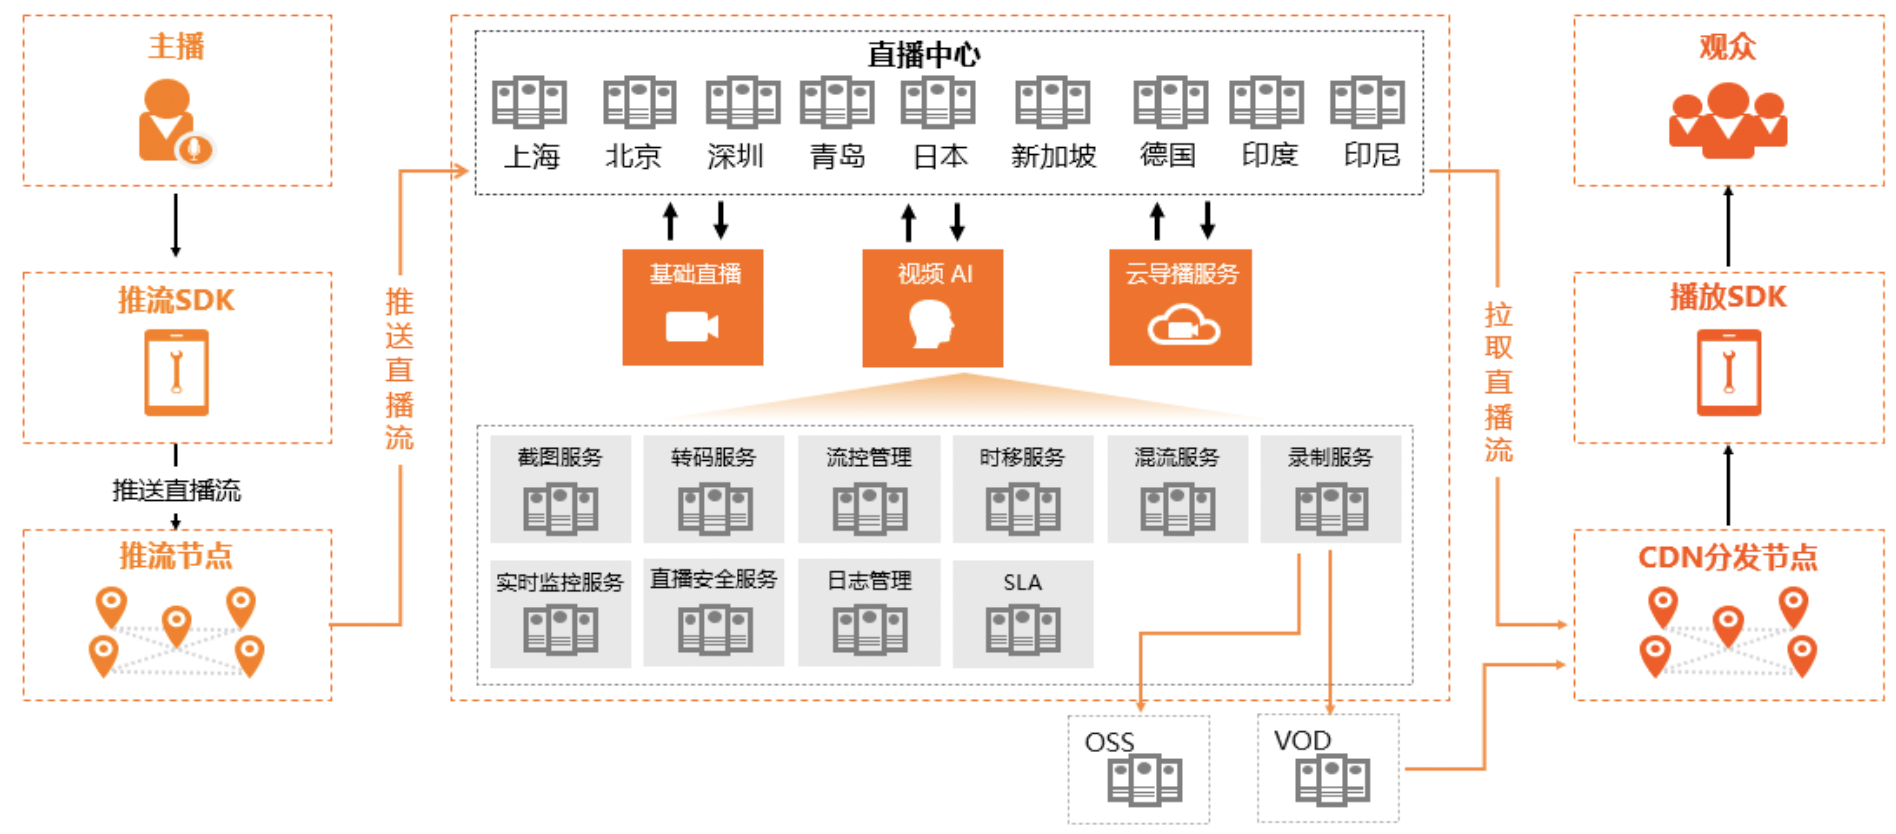 主播
推流SDK
推送直播流
推流节点
推送直播流
直播中心
上海
北京
深圳
青岛
日本
新加坡
德国
印度
印尼
基础直播
视频 AI
云导播服务
截图服务
转码服务
流控管理
时移服务
混流服务
录制服务
实时监控服务
直播安全服务
日志管理
SLA
OSS
VOD
拉取直播流
观众
播放SDK
CDN分发节点